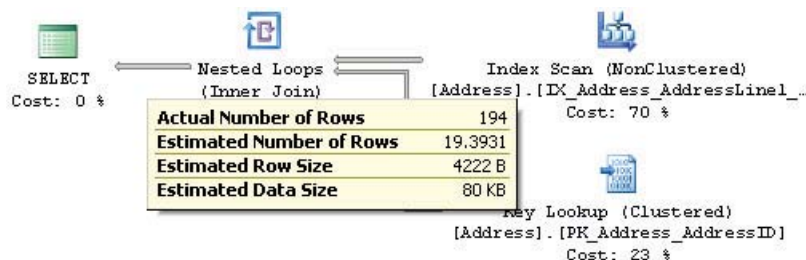 SELECT
Cost: 0 %
Nested Loops
(Inner Join)
Index Scan (NonClustered)
[Address].[IX_Address_AddressLine1_…
Cost: 70 %
Actual Number of Rows 194
Estimated Number of Rows 19.3931
Estimated Row Size 4222 B
Estimated Data Size 80 KB
Key Lookup (Clustered)
[Address].[PK_Address_AddressID]
Cost: 23 %